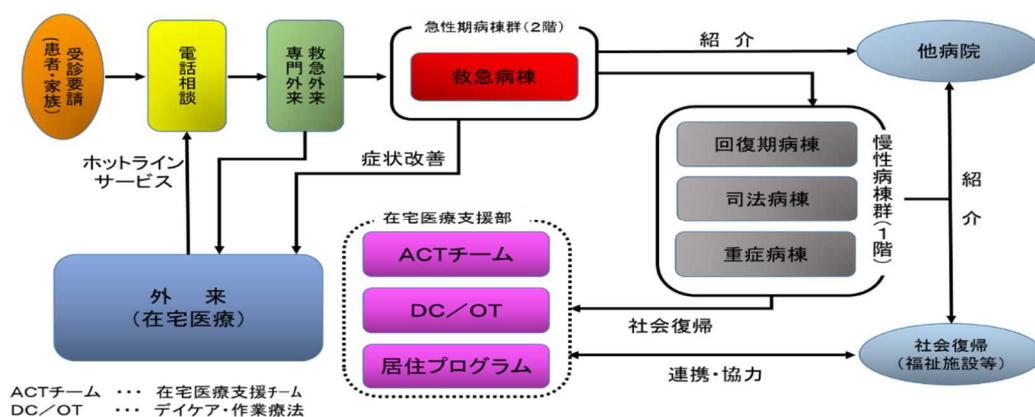 受診要請
(患者・家族)
電話相談
救急外来
専門外来
急性期病棟群(2階)
救急病棟
紹 介
他病院
ホットライン
サービス
症状改善
回復期病棟
司法病棟
重症病棟
慢性病棟群(1階)
紹 介
外 来
(在宅医療)
在宅医療支援部
ACTチーム
DC/OT
居住プログラム
社会復帰
連携・協力
社会復帰
(福祉施設等)
ACTチーム ・・・ 在宅医療支援チーム
DC/OT ・・・ デイケア・作業療法